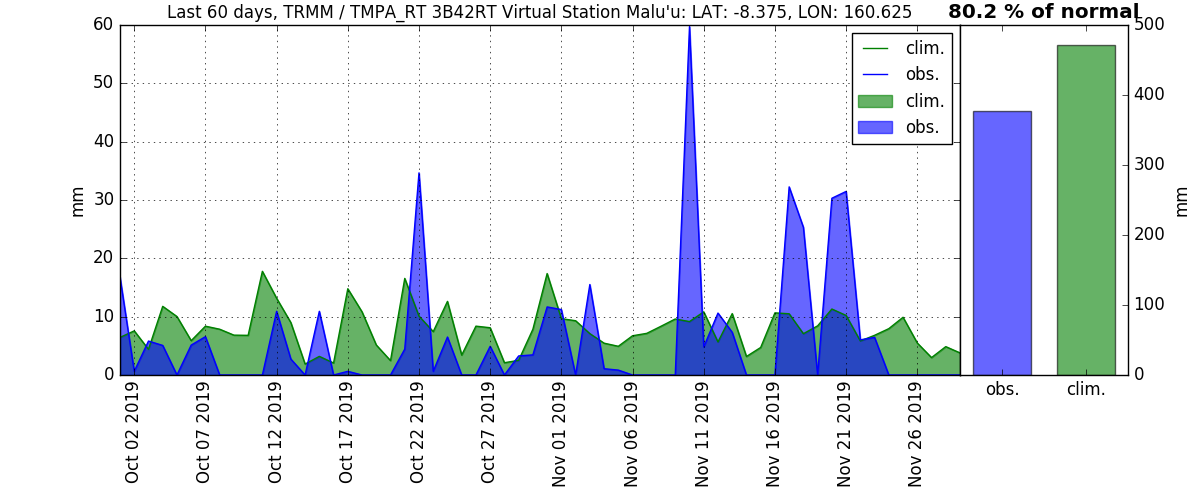 Last 60 days, TRMM / TMPA_RT 3B42RT Virtual Station Malu'u: LAT: -8.375, LON: 160.625
80.2 % of normal
60
50
40
30
20
10
0
mm
clim.
obs.
clim.
obs.
Oct 02 2019
Oct 07 2019
Oct 12 2019
Oct 17 2019
Oct 22 2019
Oct 27 2019
Nov 01 2019
Nov 06 2019
Nov 11 2019
Nov 16 2019
Nov 21 2019
Nov 26 2019
500
400
300
200
100
0
mm
obs.
clim.